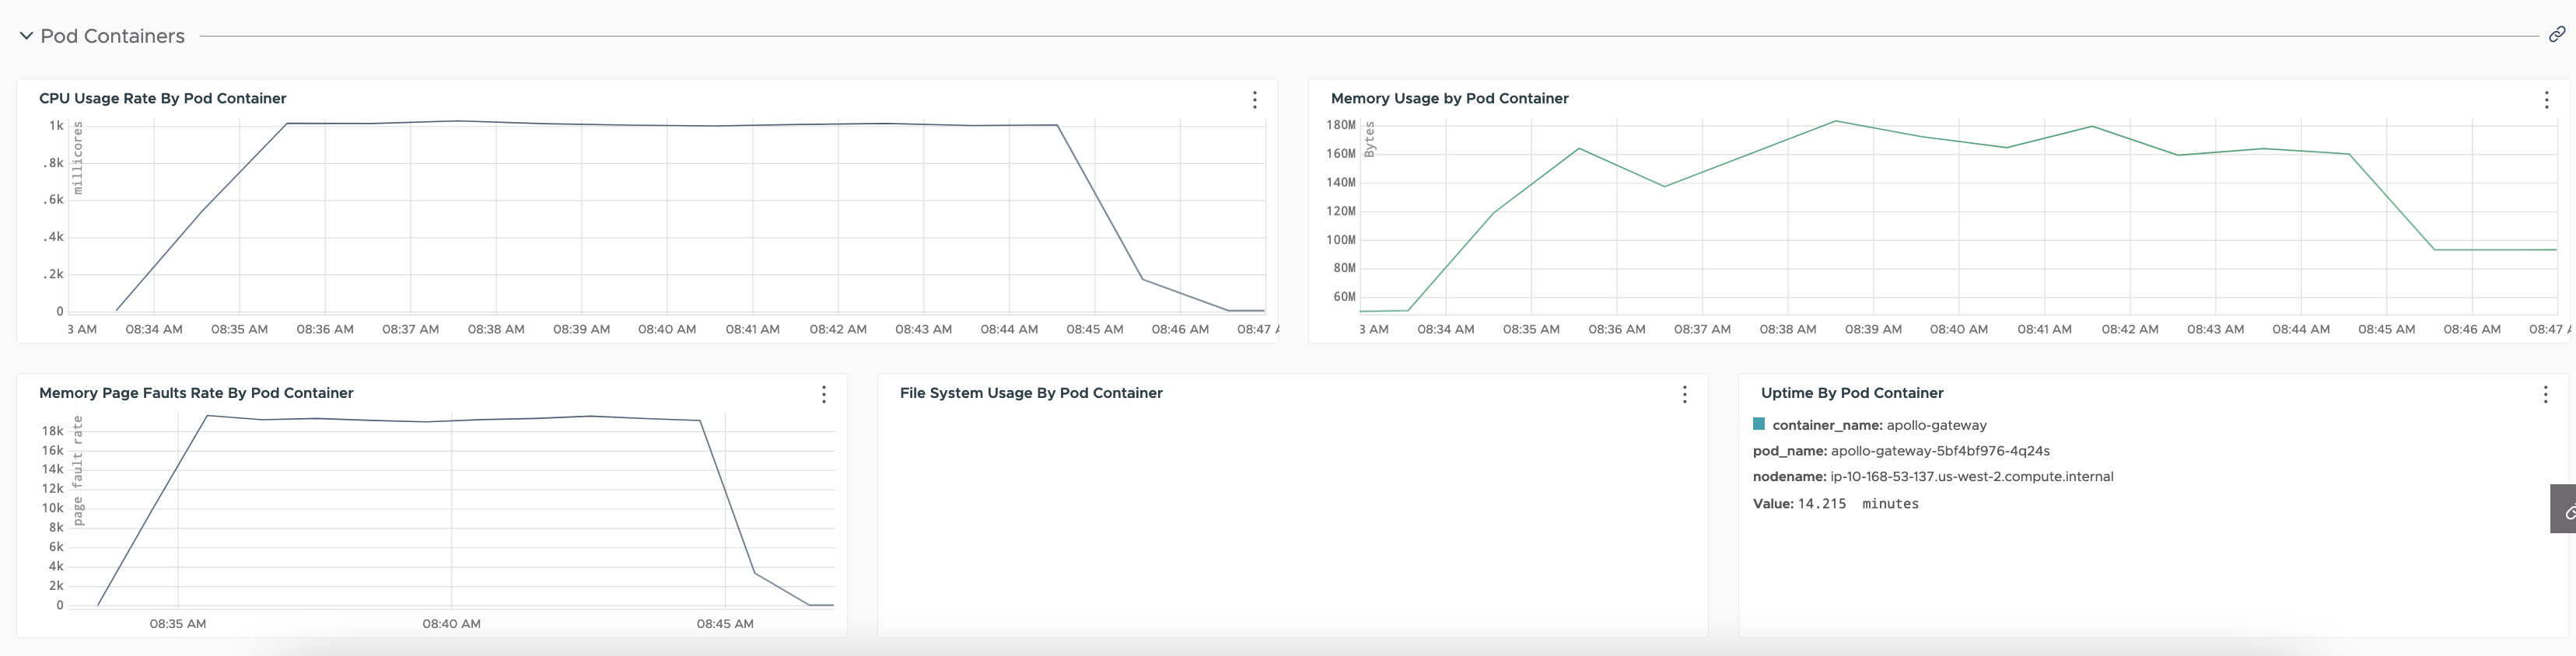 Pod Containers
CPU Usage Rate By Pod Container
1k
.8k
.6k
.4k
.2k
0
millicores
3 AM 08:34 AM 08:35 AM 08:36 AM 08:37 AM 08:38 AM 08:39 AM 08:40 AM 08:41 AM 08:42 AM 08:43 AM 08:44 AM 08:45 AM 08:46 AM 08:47 A
Memory Usage by Pod Container
180M
160M
140M
120M
100M
80M
60M
Bytes
3 AM 08:34 AM 08:35 AM 08:36 AM 08:37 AM 08:38 AM 08:39 AM 08:40 AM 08:41 AM 08:42 AM 08:43 AM 08:44 AM 08:45 AM 08:46 AM 08:47 A
Memory Page Faults Rate By Pod Container
18k
16k
14k
12k
10k
8k
6k
4k
2k
0
page fault rate
08:35 AM 08:40 AM 08:45 AM
File System Usage By Pod Container
Uptime By Pod Container
container_name: apollo-gateway
pod_name: apollo-gateway-5bf4bf976-4q24s
nodename: ip-10-168-53-137.us-west-2.compute.internal
Value: 14.215 minutes